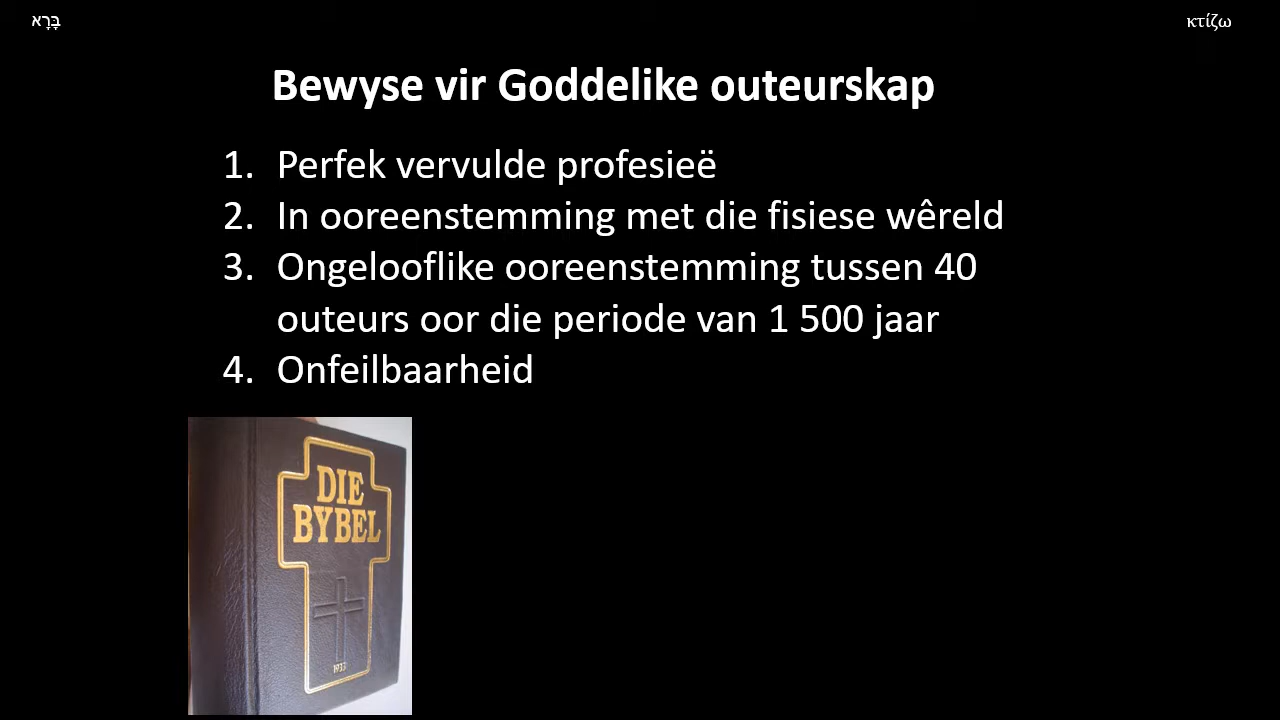 בָּרָא
κτίζω
Bewyse vir Goddelike outeurskap
1. Perfek vervulde profesieë
2. In ooreenstemming met die fisiese wêreld
3. Ongelooflike ooreenstemming tussen 40
outeurs oor die periode van 1 500 jaar
4. Onfeilbaarheid
DIE
BYBEL